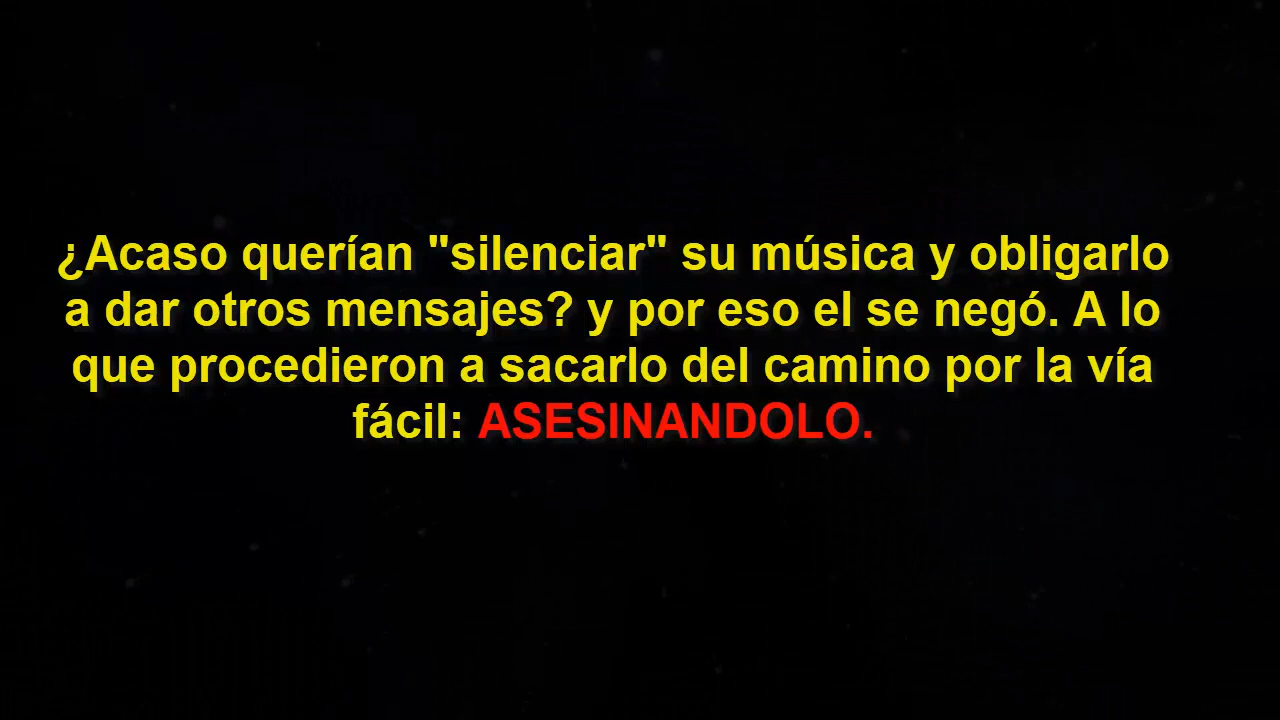 ¿Acaso querían "silenciar" su música y obligarlo
a dar otros mensajes? y por eso el se negó. A lo
que procedieron a sacarlo del camino por la vía
fácil: ASESINANDOLO.